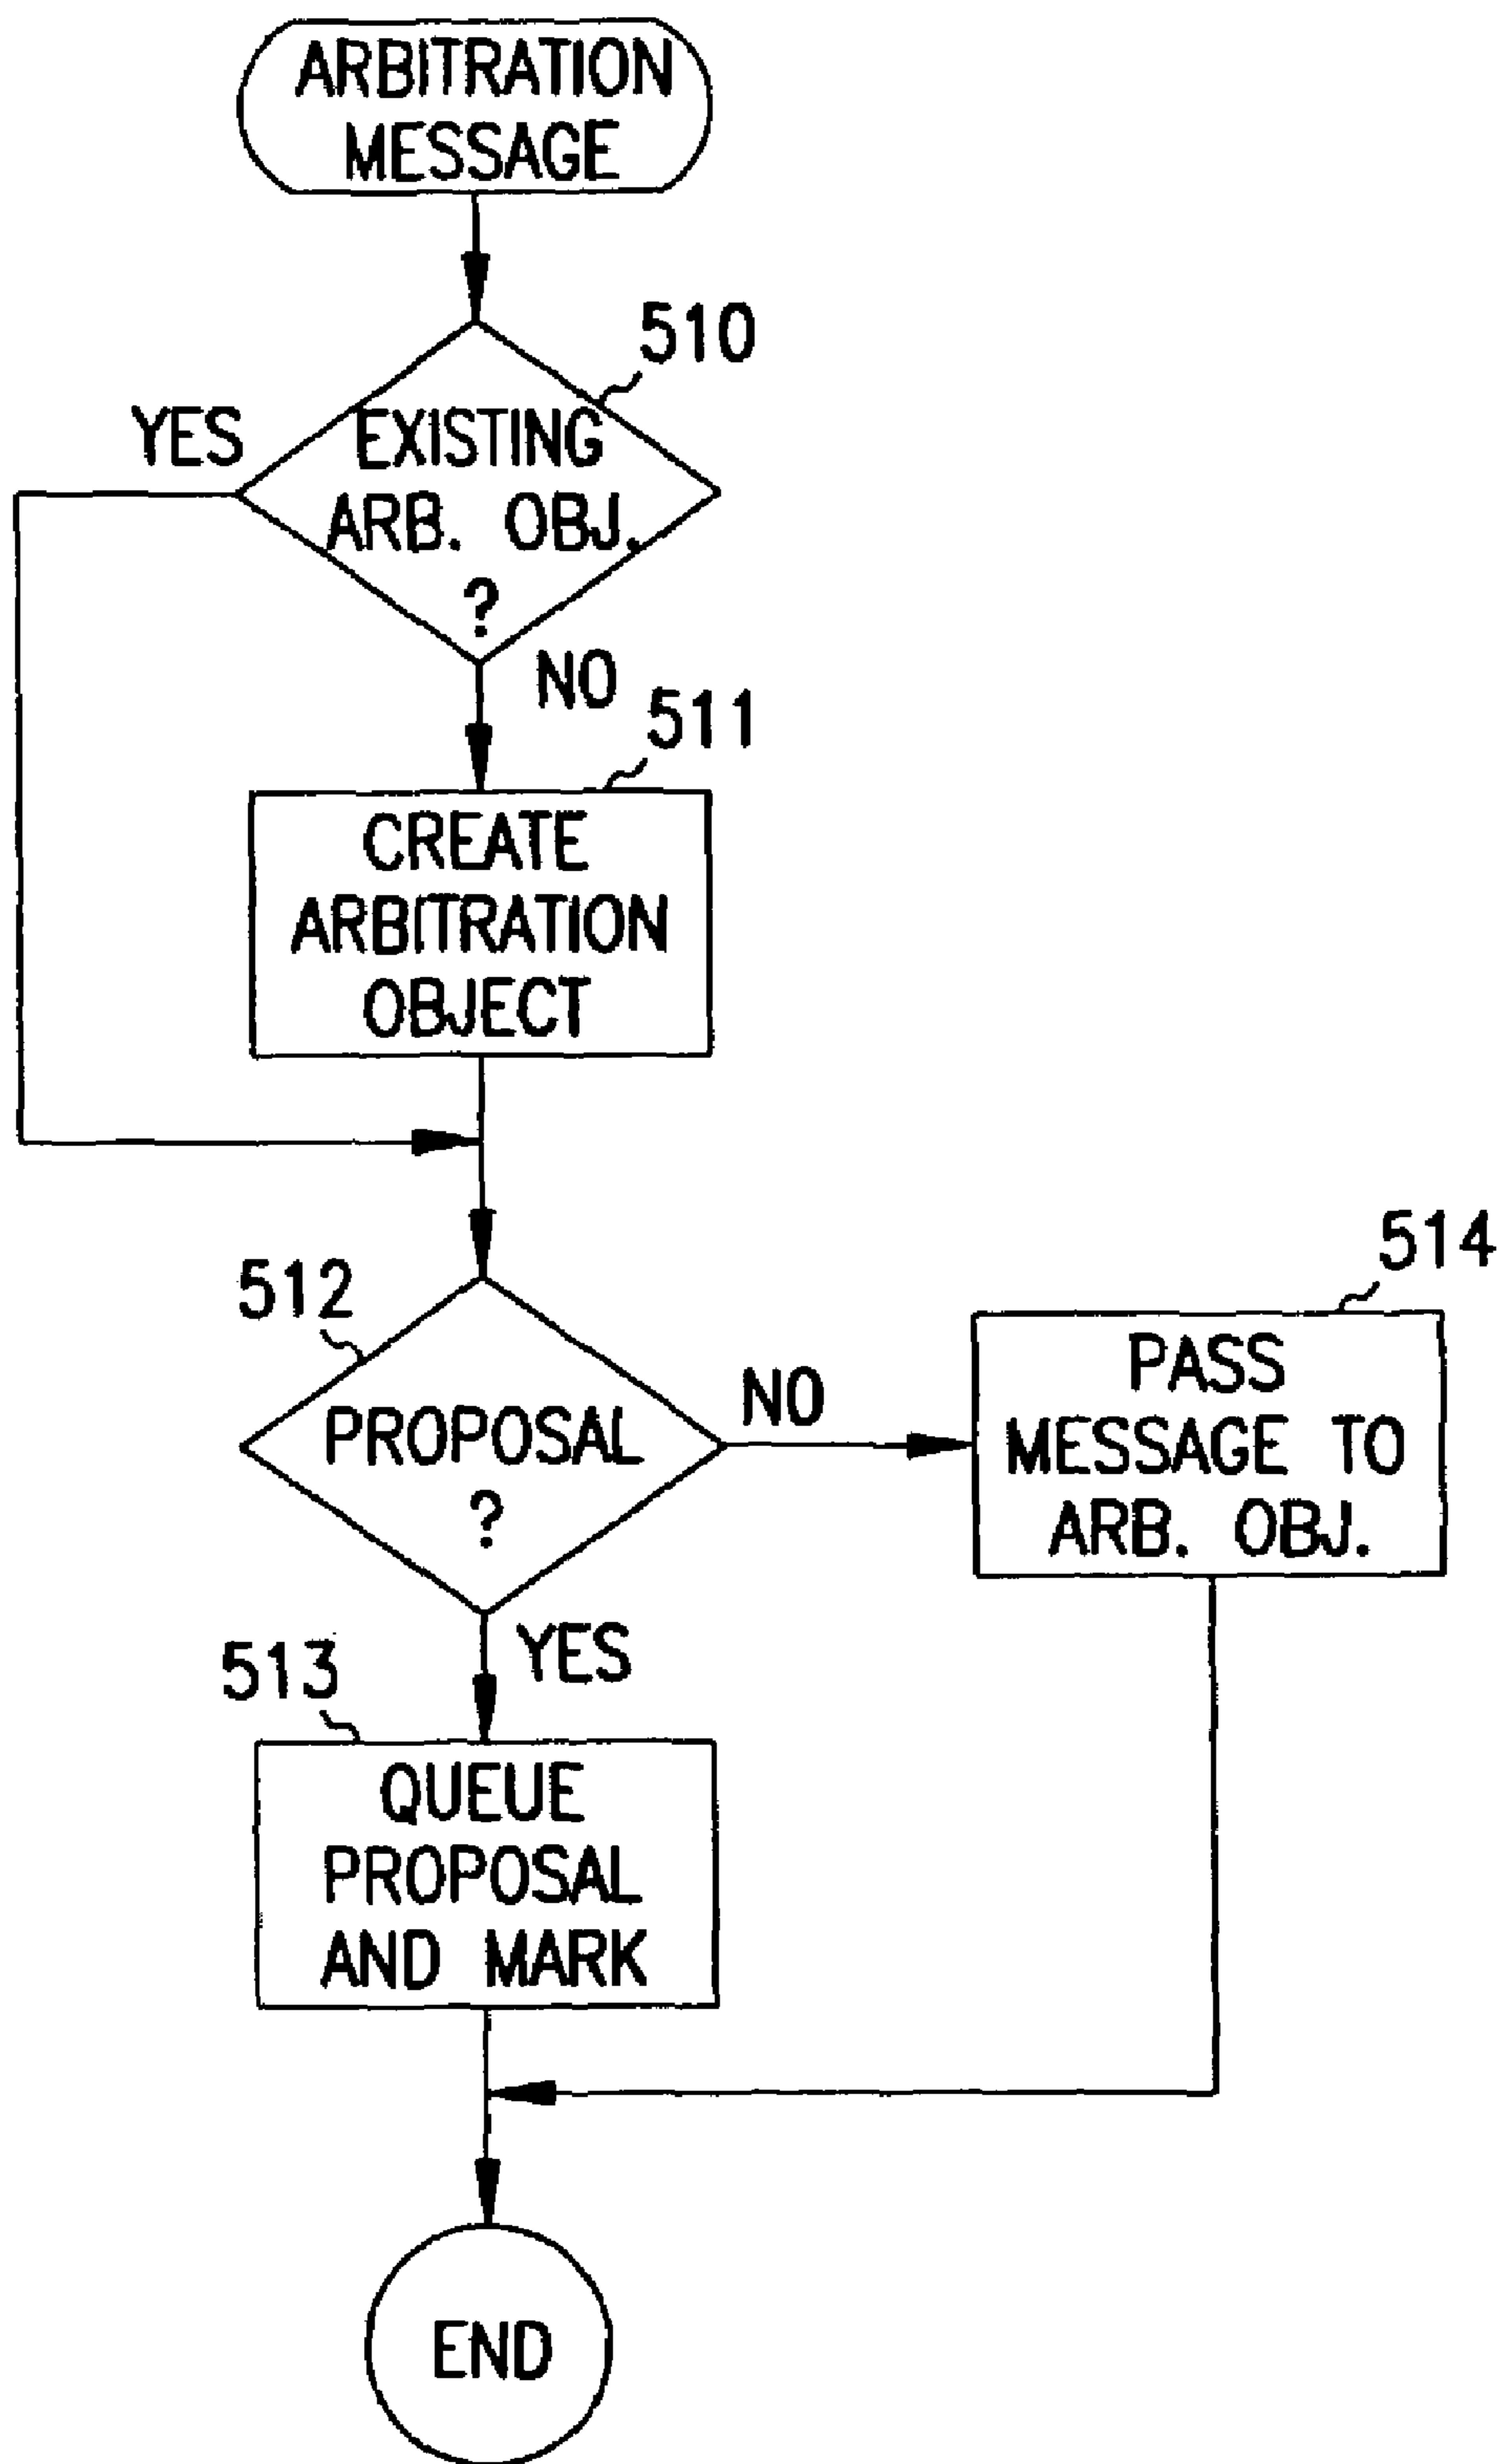 ARBITRATION
MESSAGE
510
YES
EXISTING
ARB. OBJ.
?
NO
511
CREATE
ARBITRATION
OBJECT
512
PROPOSAL
?
NO
514
PASS
MESSAGE TO
ARB. OBJ.
YES
513
QUEUE
PROPOSAL
AND MARK
END